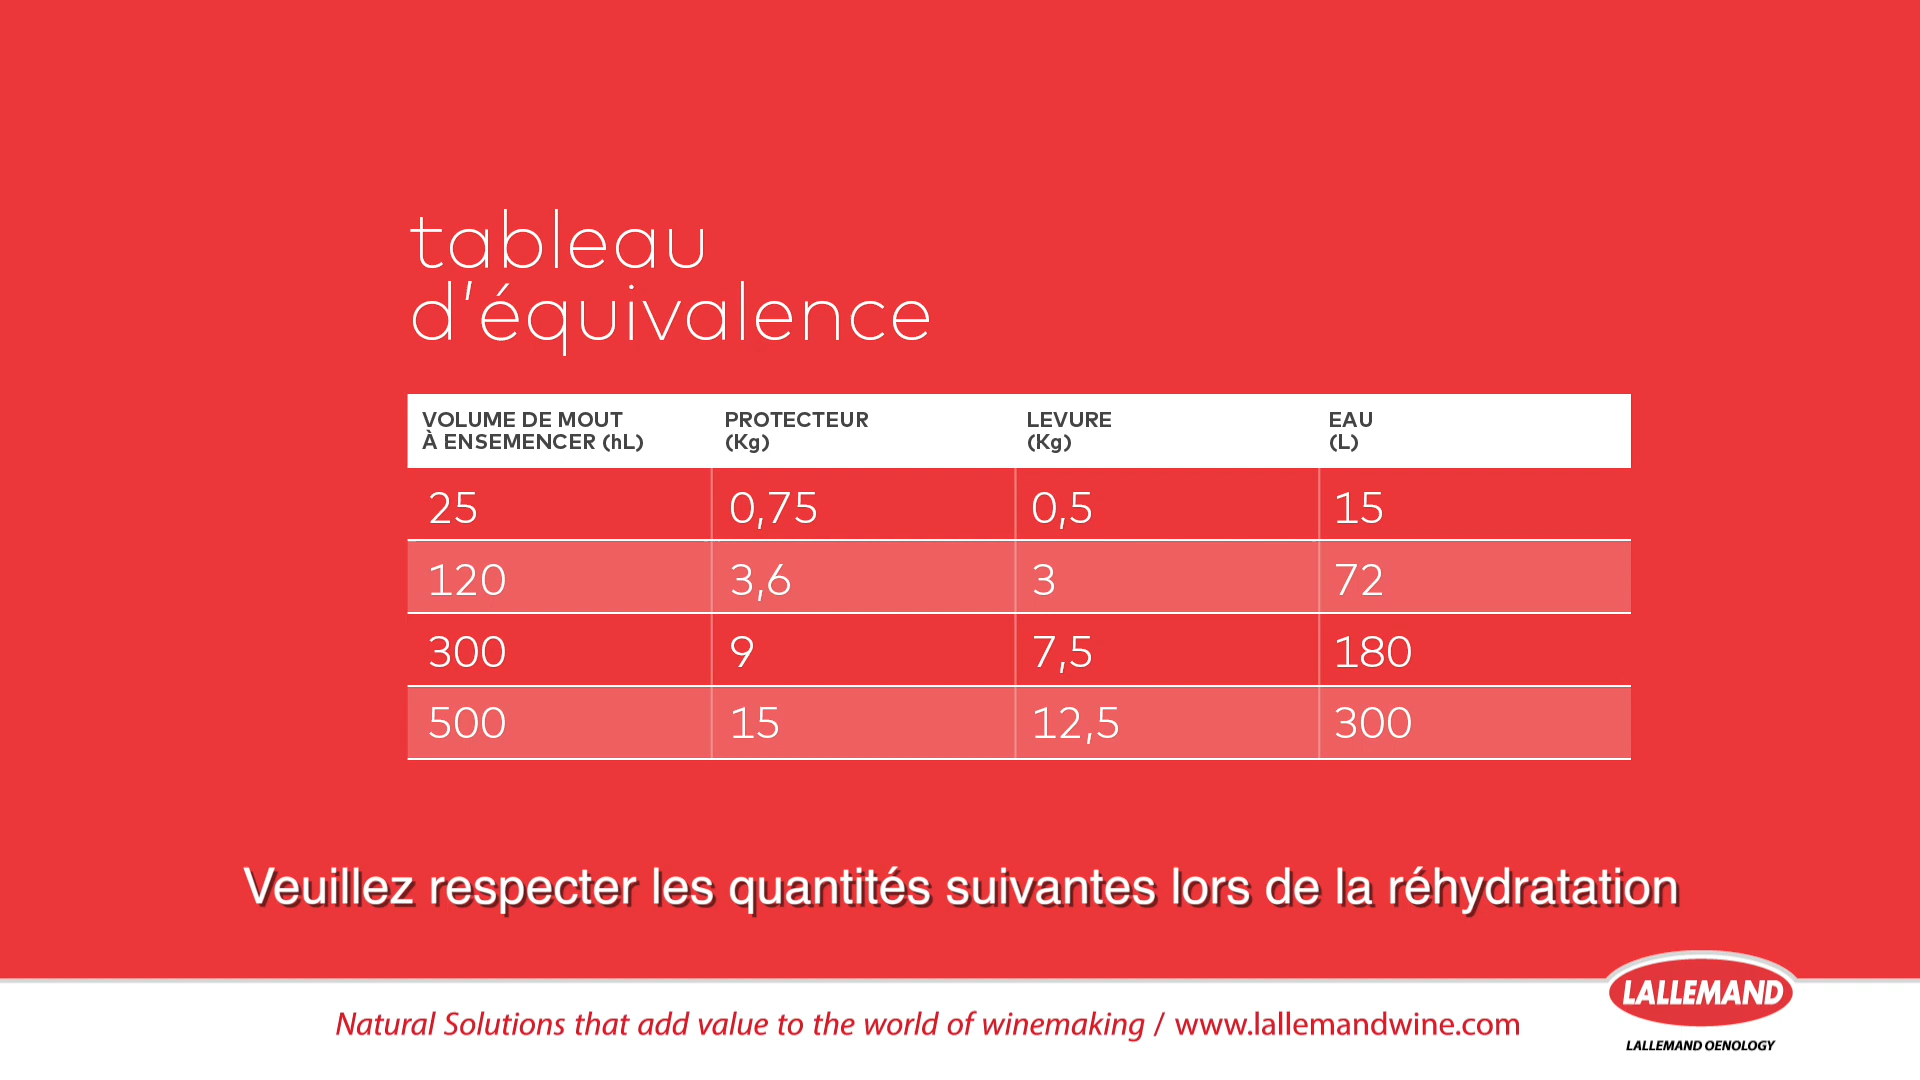 tableau
d'équivalence
VOLUME DE MOUT PROTECTEUR LEVURE EAU
À ENSEMENCER (hL) (Kg) (Kg) (L)
25 0,75 0,5 15
120 3,6 3 72
300 9 7,5 180
500 15 12,5 300
Veuillez respecter les quantités suivantes lors de la réhydratation
LALLEMAND
Natural Solutions that add value to the world of winemaking / www.lallemandwine.com
LALLEMAND OENOLOGY